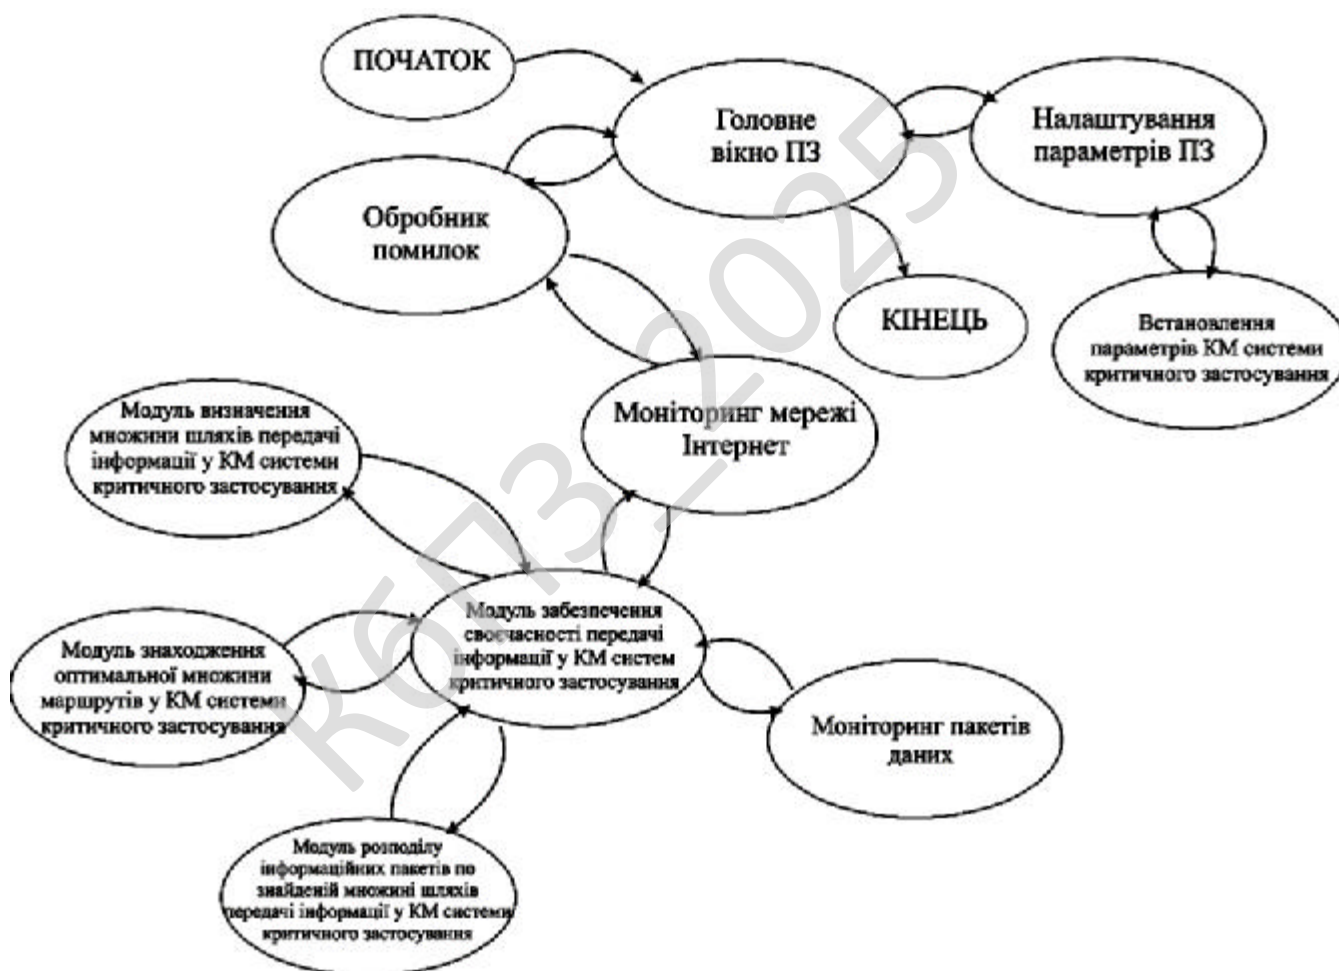 ПОЧАТОК
Головне
вікно ПЗ
Налаштування
параметрів ПЗ
Обробник
помилок
КІНЕЦЬ
Встановлення
параметрів КМ системи
критичного застосування
Моніторинг мережі
Інтернет
Модуль визначення
множини шляхів передачі
інформації у КМ системи
критичного застосування
Модуль забезпечення
своєчасності передачі
інформації у КМ систем
критичного застосування
Модуль знаходження
оптимальної множини
маршрутів у КМ системи
критичного застосування
Моніторинг пакетів
даних
Модуль розподілу
інформаційних пакетів по
знайденій множині шляхів
передачі інформації у КМ системи
критичного застосування
КбПЗ_2025